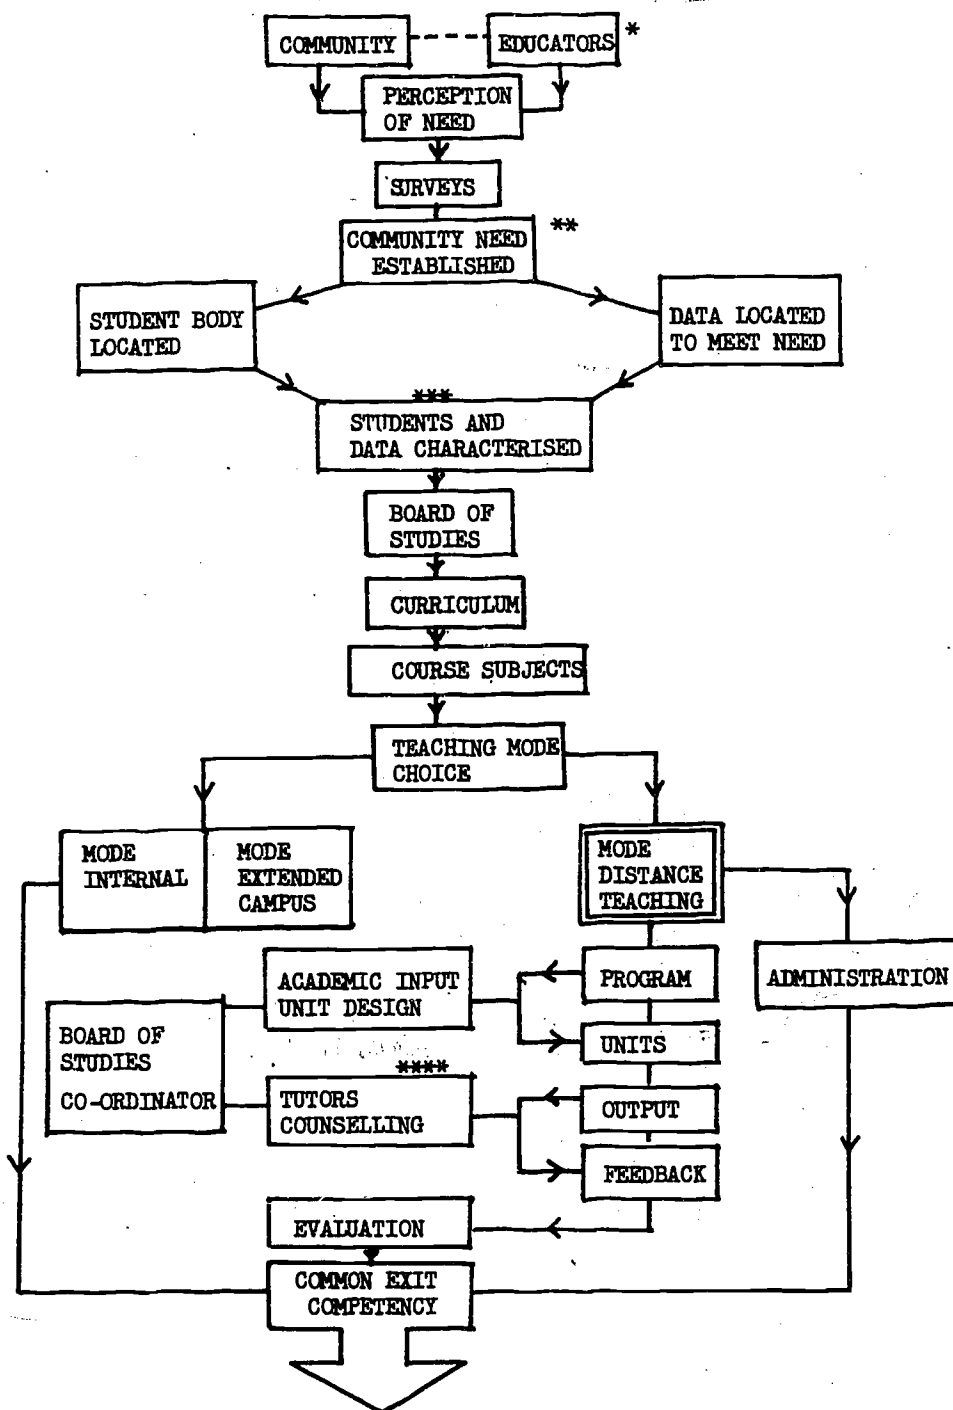 COMMUNITY
EDUCATORS *
PERCEPTION
OF NEED
SURVEYS
COMMUNITY NEED **
ESTABLISHED
STUDENT BODY
LOCATED
DATA LOCATED
TO MEET NEED
***
STUDENTS AND
DATA CHARACTERISED
BOARD OF
STUDIES
CURRICULUM
COURSE SUBJECTS
TEACHING MODE
CHOICE
MODE
INTERNAL
MODE
EXTENDED
CAMPUS
MODE
DISTANCE
TEACHING
ACADEMIC INPUT
UNIT DESIGN
PROGRAM
ADMINISTRATION
BOARD OF
STUDIES
CO-ORDINATOR
UNITS
****
TUTORS
COUNSELLING
OUTPUT
FEEDBACK
EVALUATION
COMMON EXIT
COMPETENCY